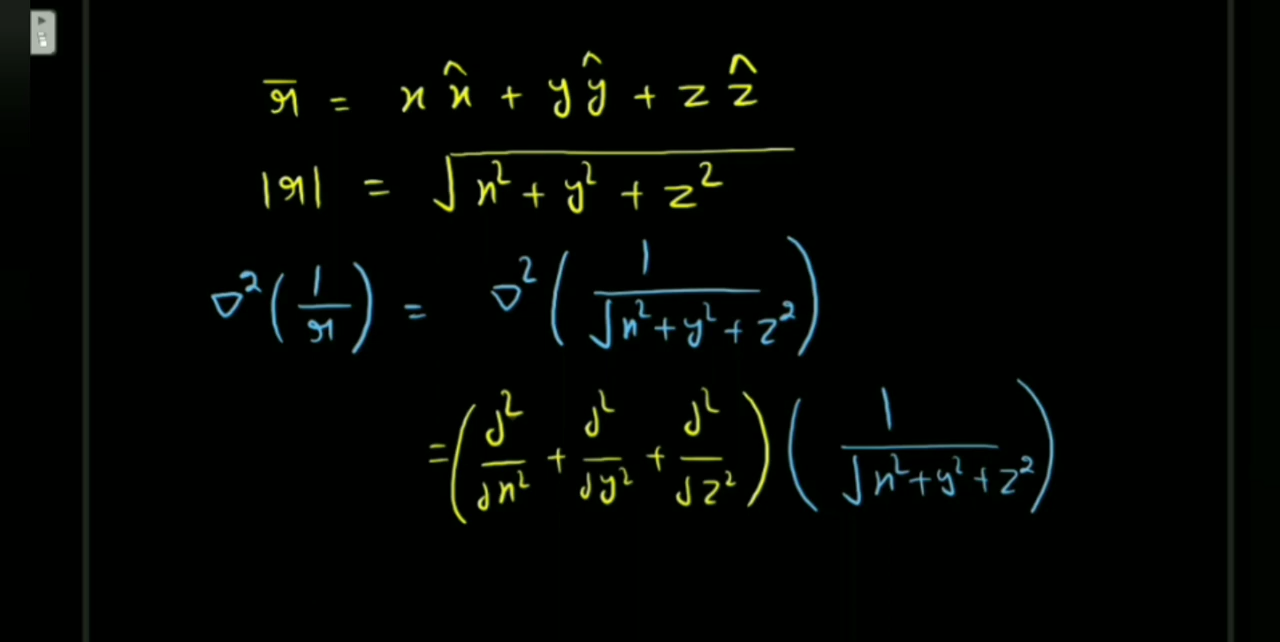 r̅ = x x̂ + y ŷ + z ẑ
|r| = √(x² + y² + z²)
∇²(1/r) = ∇²(1/√(x² + y² + z²))
= (∂²/∂x² + ∂²/∂y² + ∂²/∂z²)(1/√(x² + y² + z²))